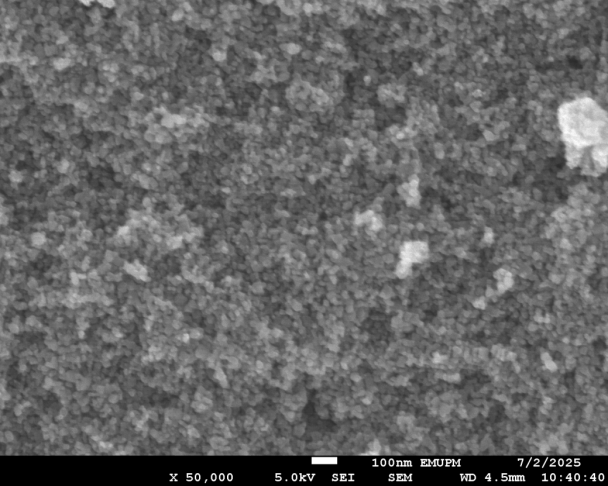 100nm EMUPM 7/2/2025
X 50,000 5.0kV SEI SEM WD 4.5mm 10:40:40